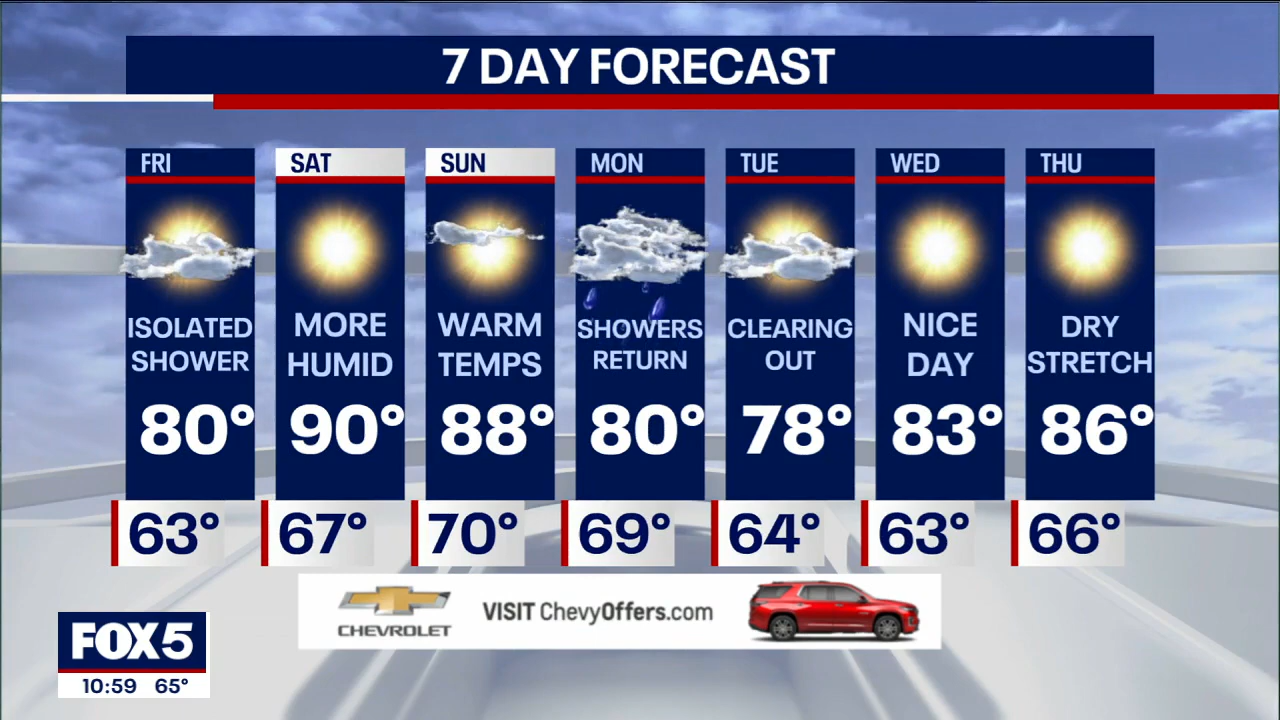 7 DAY FORECAST
FRI
ISOLATED
SHOWER
80°
63°
SAT
MORE
HUMID
90°
67°
SUN
WARM
TEMPS
88°
70°
MON
SHOWERS
RETURN
80°
69°
TUE
CLEARING
OUT
78°
64°
WED
NICE
DAY
83°
63°
THU
DRY
STRETCH
86°
66°
CHEVROLET
VISIT ChevyOffers.com
FOX 5
10:59 65°